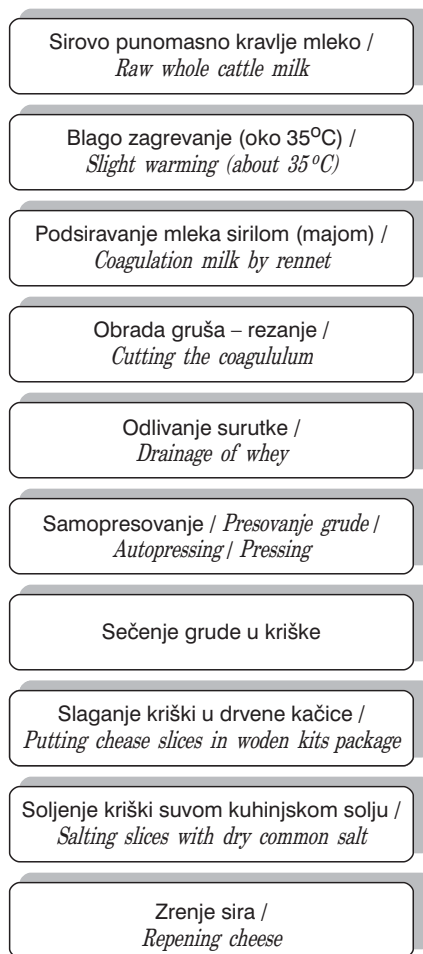 Sirovo punomasno kravlje mleko /
Raw whole cattle milk
Blago zagrevanje (oko 35°C) /
Slight warming (about 35°C)
Podsiravanje mleka sirilom (majom) /
Coagulation milk by rennet
Obrada gruša – rezanje /
Cutting the coagululum
Odlivanje surutke /
Drainage of whey
Samopresovanje / Presovanje grude /
Autopressing / Pressing
Sečenje grude u kriške
Slaganje kriški u drvene kačice /
Putting chease slices in woden kits package
Soljenje kriški suvom kuhinjskom solju /
Salting slices with dry common salt
Zrenje sira /
Repening cheese